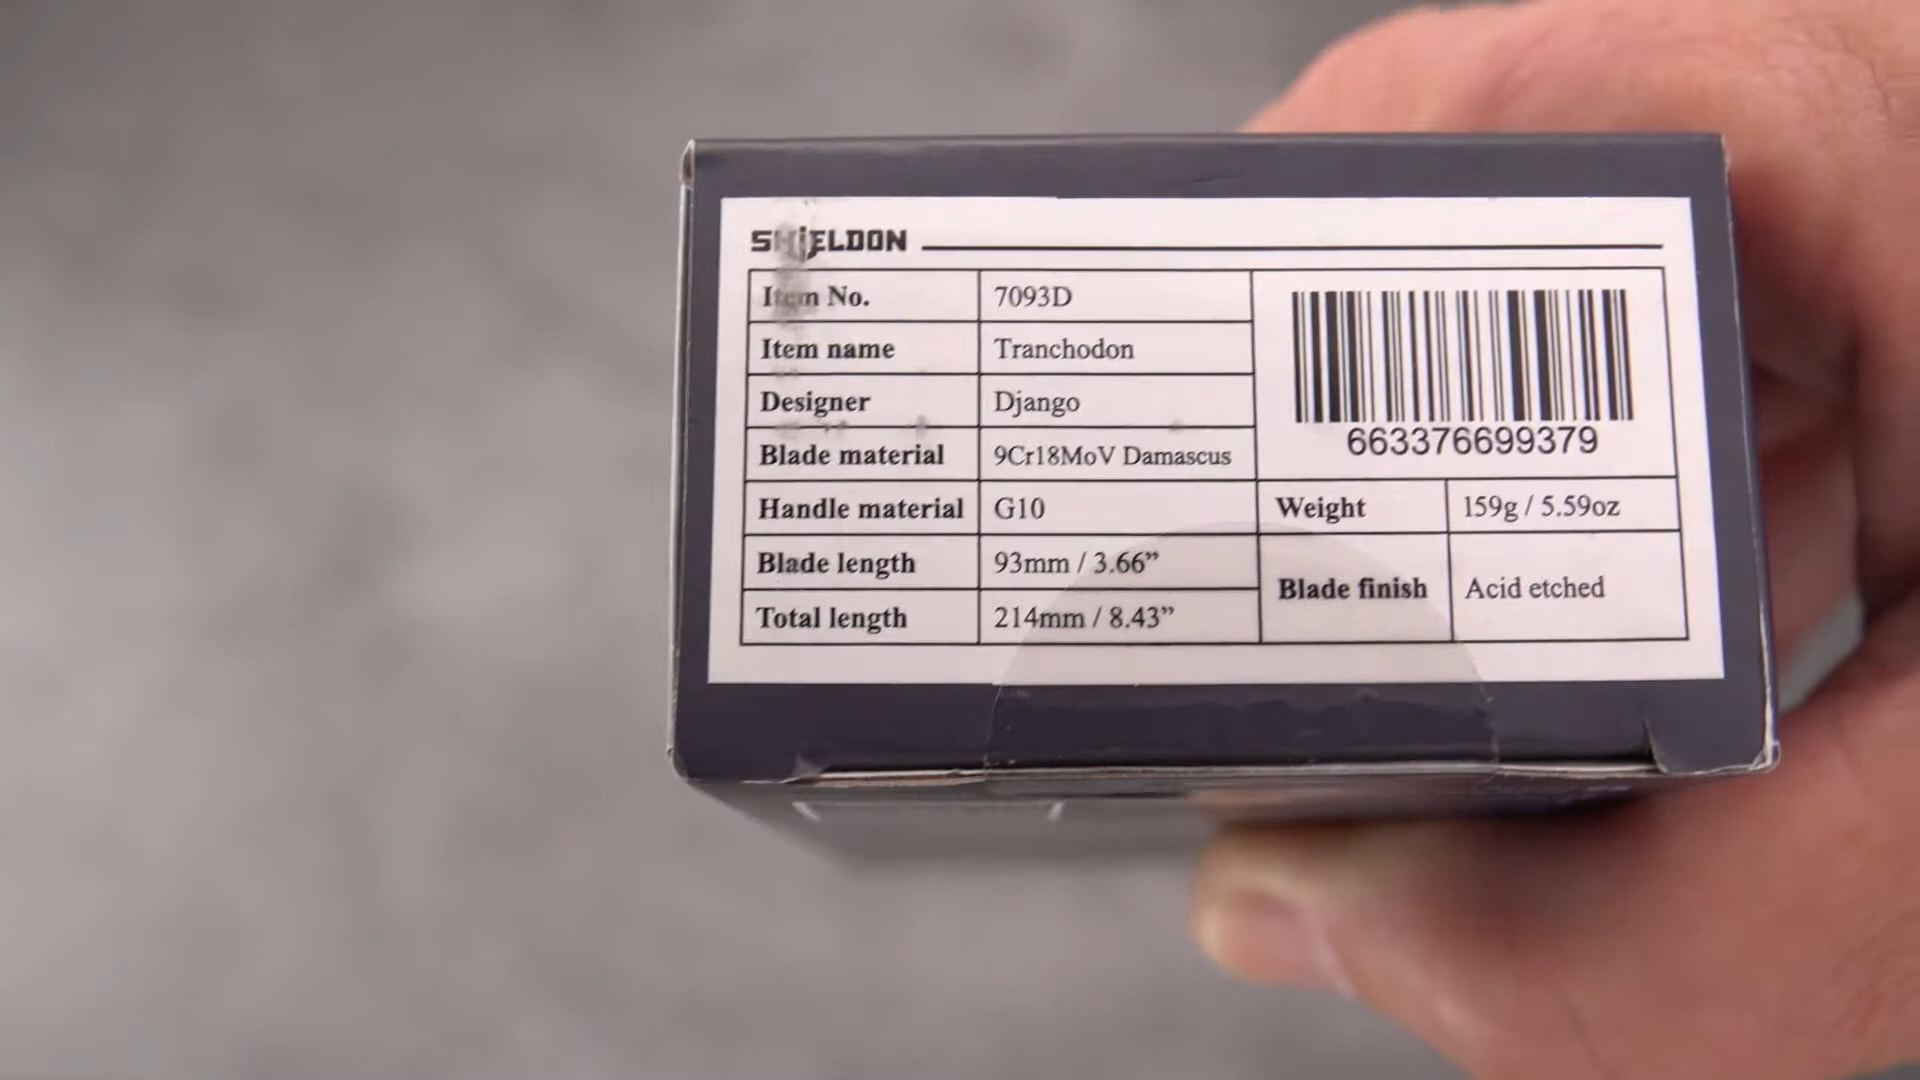 SHIELDON
Item No. 7093D
Item name Tranchodon
Designer Django
Blade material 9Cr18MoV Damascus
Handle material G10
Blade length 93mm / 3.66”
Total length 214mm / 8.43”
663376699379
Weight 159g / 5.59oz
Blade finish Acid etched